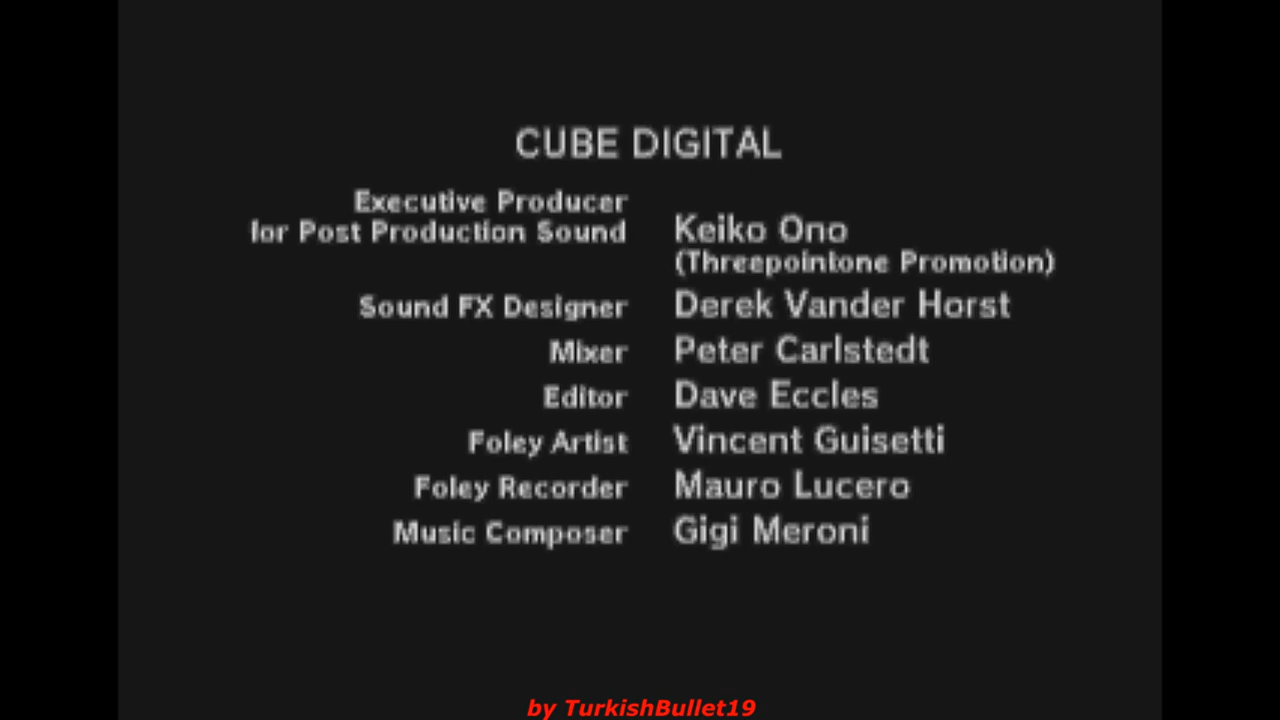 CUBE DIGITAL
Executive Producer
for Post Production Sound Keiko Ono
(Threepointone Promotion)
Sound FX Designer Derek Vander Horst
Mixer Peter Carlstedt
Editor Dave Eccles
Foley Artist Vincent Guisetti
Foley Recorder Mauro Lucero
Music Composer Gigi Meroni
by TurkishBullet19